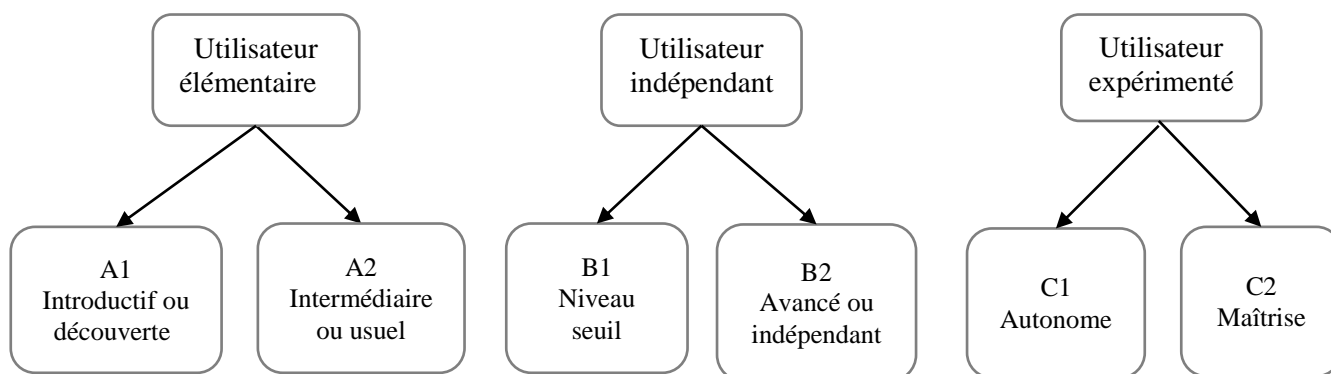 Utilisateur
élémentaire
Utilisateur
indépendant
Utilisateur
expérimenté
A1
Introductif ou
découverte
A2
Intermédiaire
ou usuel
B1
Niveau
seuil
B2
Avancé ou
indépendant
C1
Autonome
C2
Maîtrise